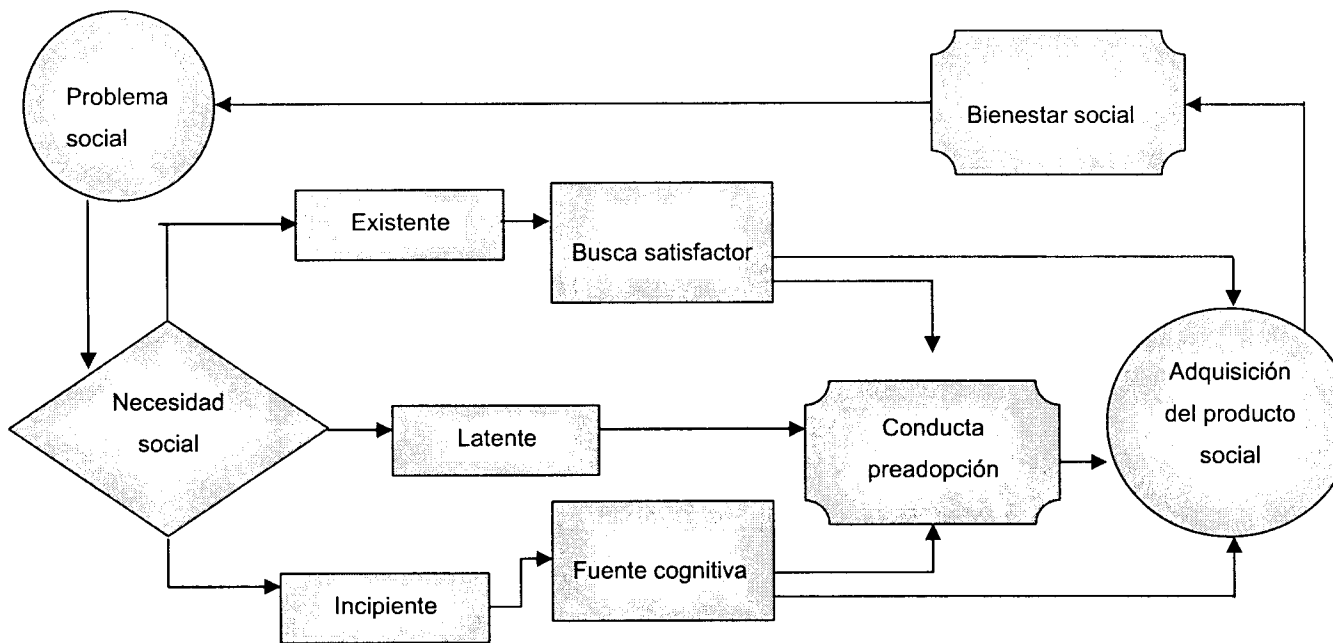 Problema
social
Bienestar social
Existente
Busca satisfactor
Necesidad
social
Latente
Conducta
preadopción
Adquisición
del producto
social
Incipiente
Fuente cognitiva